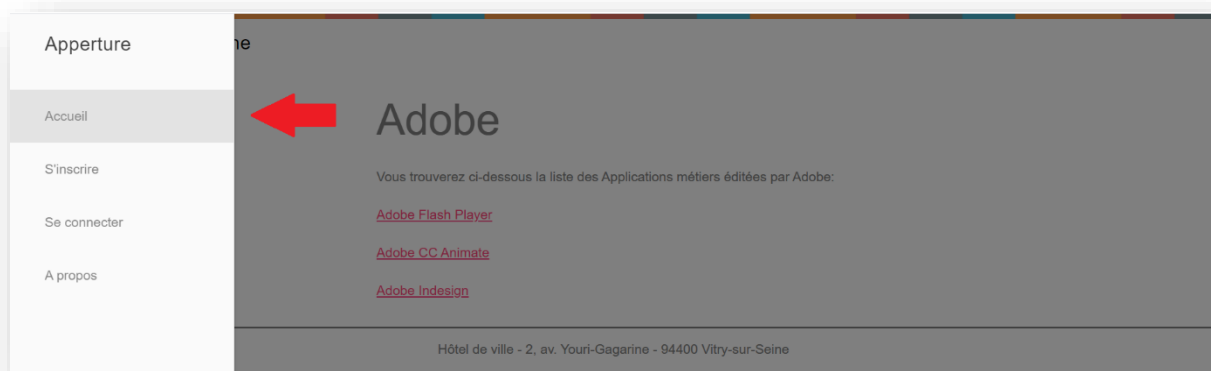 Apperture
ne
Accueil
S'inscrire
Se connecter
A propos
Adobe
Vous trouverez ci-dessous la liste des Applications métiers éditées par Adobe:
Adobe Flash Player
Adobe CC Animate
Adobe Indesign
Hôtel de ville - 2, av. Youri-Gagarine - 94400 Vitry-sur-Seine